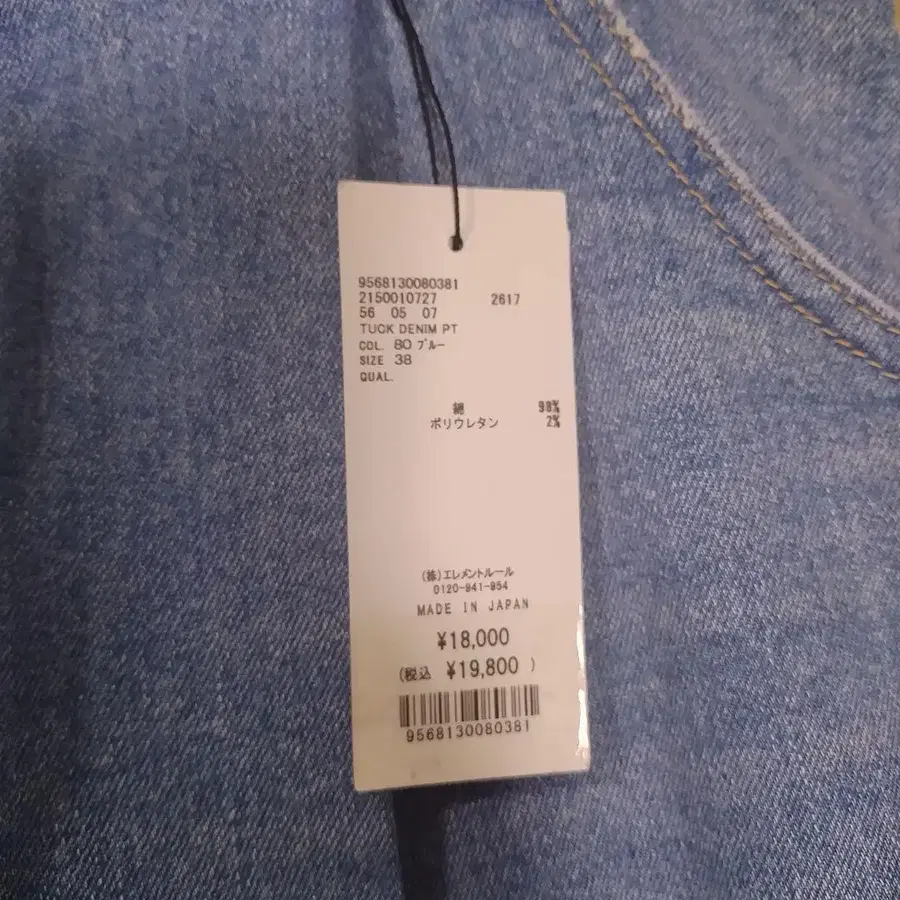 9568130080381
2150010727 2617
56 05 07
TUCK DENIM PT
COL. 80 ブルー
SIZE 38
QUAL.
綿 98%
ポリウレタン 2%
(株)エレメントルール
0120-941-954
MADE IN JAPAN
¥18,000
(税込 ¥19,800 )
9568130080381